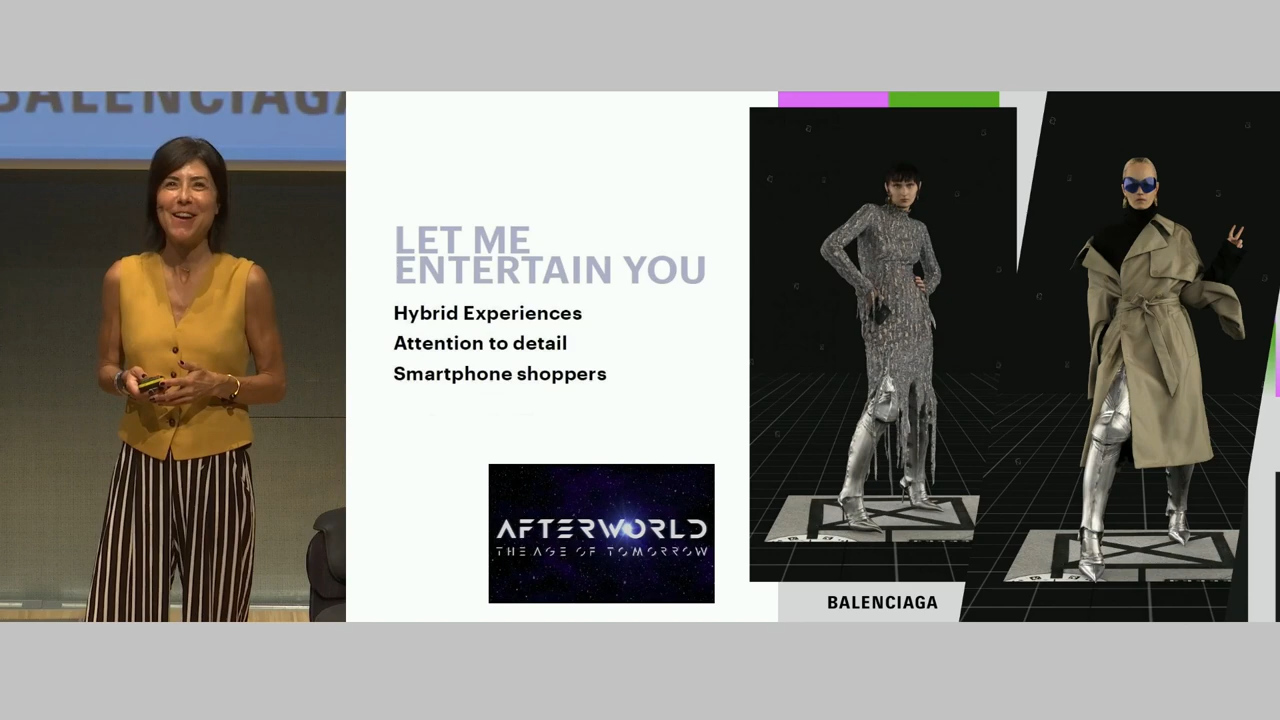 BALENCIAGA
LET ME
ENTERTAIN YOU
Hybrid Experiences
Attention to detail
Smartphone shoppers
AFTERWORLD
THE AGE OF TOMORROW
BALENCIAGA